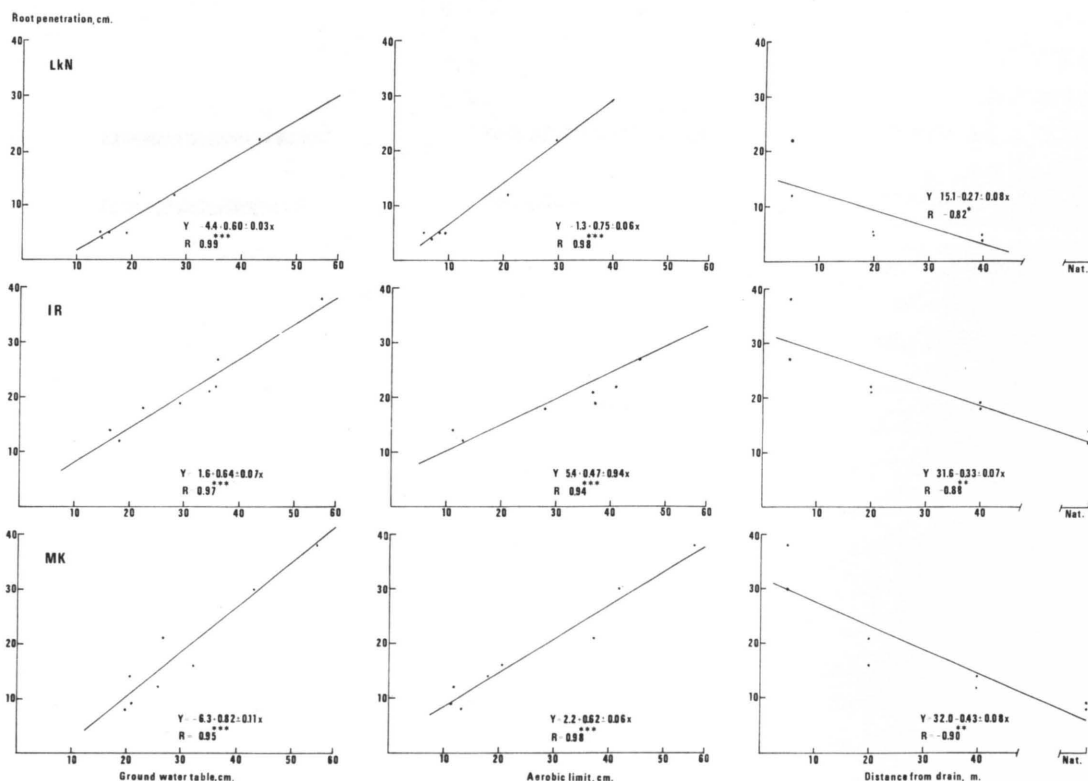 Root penetration, cm.
LkN
40
30
20
10
Y -4.4+0.60±0.03x
R 0.99***
10 20 30 40 50 60
40
30
20
10
Y -1.3+0.75±0.06x
R 0.98***
10 20 30 40 50 60
40
30
20
10
Y 15.1-0.27±0.08x
R -0.82*
10 20 30 40
Nat.
IR
40
30
20
10
Y 1.6+0.64±0.07x
R 0.97***
10 20 30 40 50 60
40
30
20
10
Y 5.4+0.47±0.94x
R 0.94***
10 20 30 40 50 60
40
30
20
10
Y 31.6-0.33±0.07x
R -0.88**
10 20 30 40
Nat.
MK
40
30
20
10
Y -6.3+0.82±0.11x
R 0.95***
10 20 30 40 50 60
Ground water table, cm.
40
30
20
10
Y 2.2+0.62±0.06x
R 0.98***
10 20 30 40 50 60
Aerobic limit, cm.
40
30
20
10
Y 32.0-0.43±0.08x
R -0.90**
10 20 30 40
Nat.
Distance from drain, m.